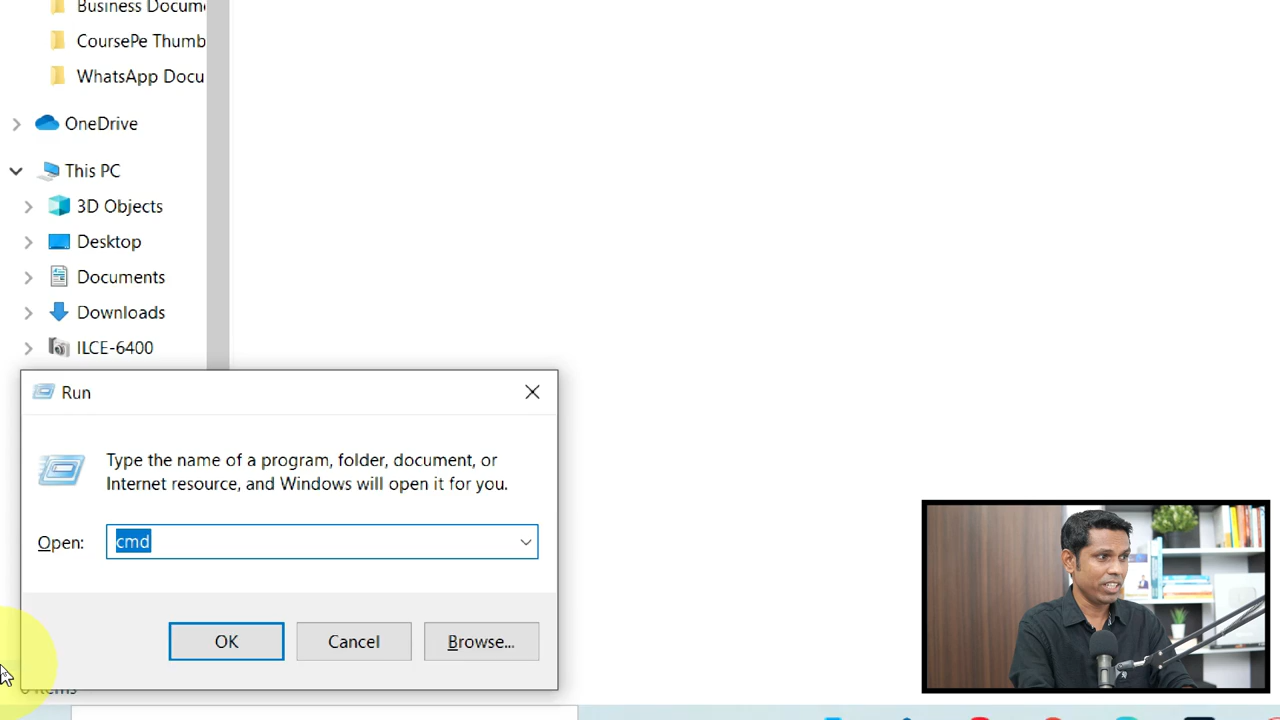 Business Docum
CoursePe Thumb
WhatsApp Docu
OneDrive
This PC
3D Objects
Desktop
Documents
Downloads
ILCE-6400
Run
Type the name of a program, folder, document, or
Internet resource, and Windows will open it for you.
Open:
cmd
OK
Cancel
Browse...
items